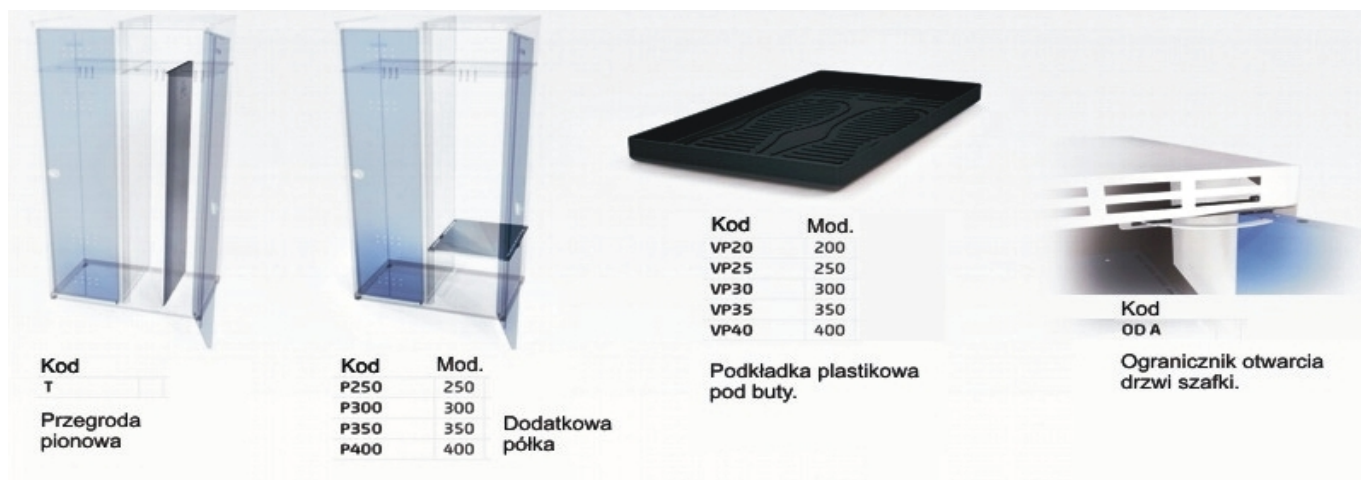 Kod
T
Przegroda
pionowa
Kod Mod.
P250 250
P300 300
P350 350
P400 400
Dodatkowa
półka
Kod Mod.
VP20 200
VP25 250
VP30 300
VP35 350
VP40 400
Podkładka plastikowa
pod buty.
Kod
OD A
Ogranicznik otwarcia
drzwi szafki.